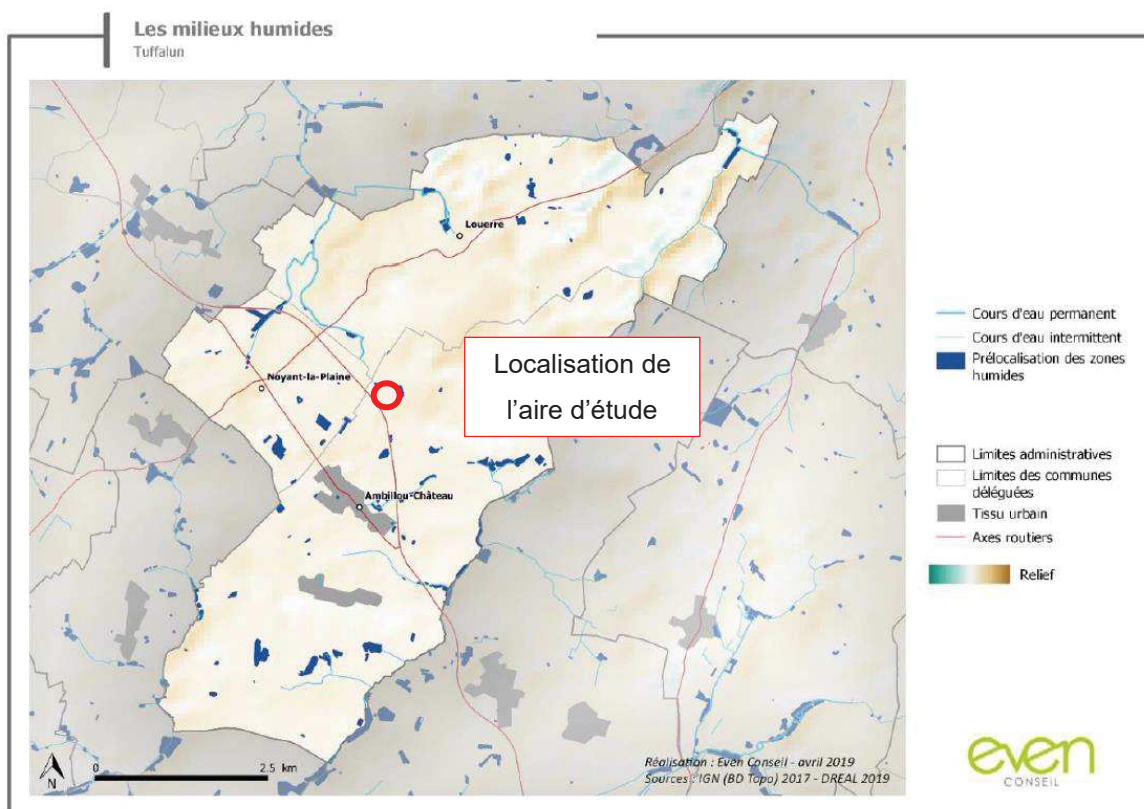 Les milieux humides
Tuffalun
Louerre
Noyant-la-Plaine
Localisation de
l’aire d’étude
Ambillou-Château
Cours d'eau permanent
Cours d'eau intermittent
Prélocalisation des zones
humides
Limites administratives
Limites des communes
déléguées
Tissu urbain
Axes routiers
Relief
N
0 2.5 km
Réalisation : Even Conseil - avril 2019
Sources : IGN (BD Topo) 2017 - DREAL 2019
even
CONSEIL